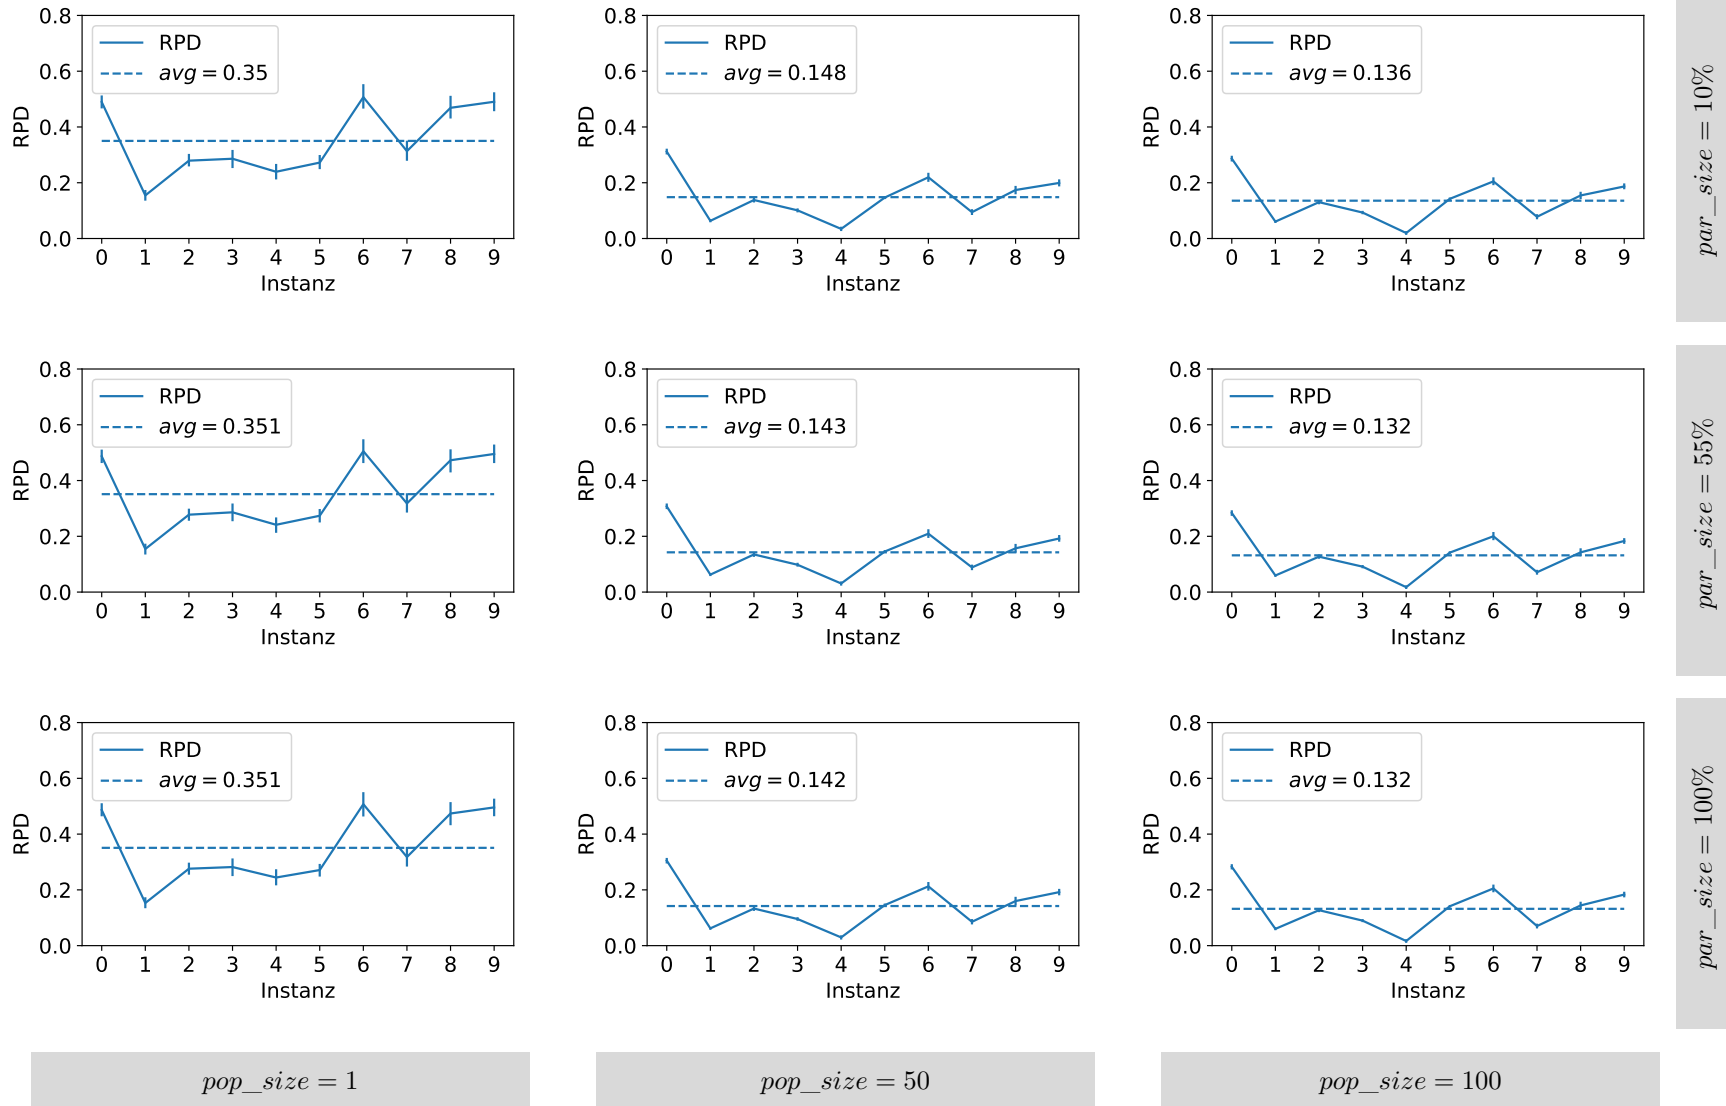 0.8
0.6
0.4
0.2
0.0
RPD
RPD
avg = 0.35
0 1 2 3 4 5 6 7 8 9
Instanz
0.8
0.6
0.4
0.2
0.0
RPD
RPD
avg = 0.148
0 1 2 3 4 5 6 7 8 9
Instanz
0.8
0.6
0.4
0.2
0.0
RPD
RPD
avg = 0.136
0 1 2 3 4 5 6 7 8 9
Instanz
par_size = 10%
0.8
0.6
0.4
0.2
0.0
RPD
RPD
avg = 0.351
0 1 2 3 4 5 6 7 8 9
Instanz
0.8
0.6
0.4
0.2
0.0
RPD
RPD
avg = 0.143
0 1 2 3 4 5 6 7 8 9
Instanz
0.8
0.6
0.4
0.2
0.0
RPD
RPD
avg = 0.132
0 1 2 3 4 5 6 7 8 9
Instanz
par_size = 55%
0.8
0.6
0.4
0.2
0.0
RPD
RPD
avg = 0.351
0 1 2 3 4 5 6 7 8 9
Instanz
0.8
0.6
0.4
0.2
0.0
RPD
RPD
avg = 0.142
0 1 2 3 4 5 6 7 8 9
Instanz
0.8
0.6
0.4
0.2
0.0
RPD
RPD
avg = 0.132
0 1 2 3 4 5 6 7 8 9
Instanz
par_size = 100%
pop_size = 1
pop_size = 50
pop_size = 100